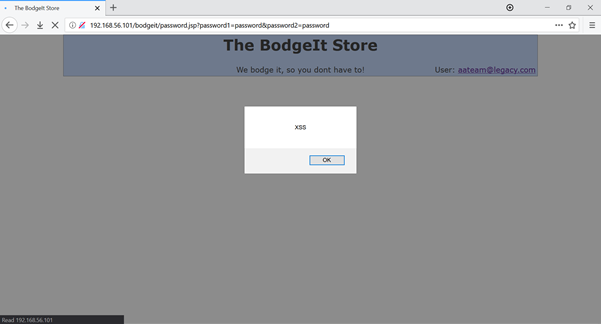 The BodgeIt Store
192.168.56.101/bodgeit/password.jsp?password1=password&password2=password
The BodgeIt Store
We bodge it, so you dont have to!
User: aateam@legacy.com
XSS
OK
Read 192.168.56.101